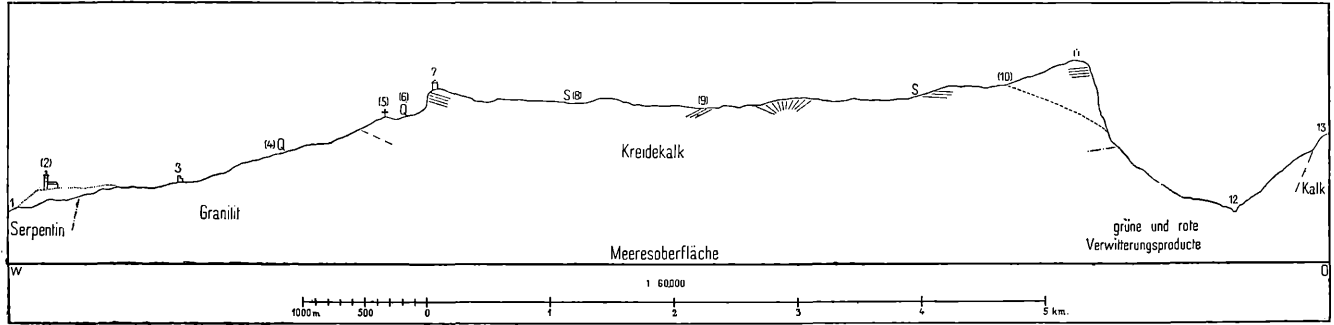 1 (2) 3 (4) Q (5) (6) Q 7 S (8) (9) S (10) 11 12 13
Kreidekalk
Kalk
Granilit
Serpentin
grüne und rote
Verwitterungsproducte
Meeresoberfläche
W O
1 60,000
1000 m 500 0 1 2 3 4 5 km.